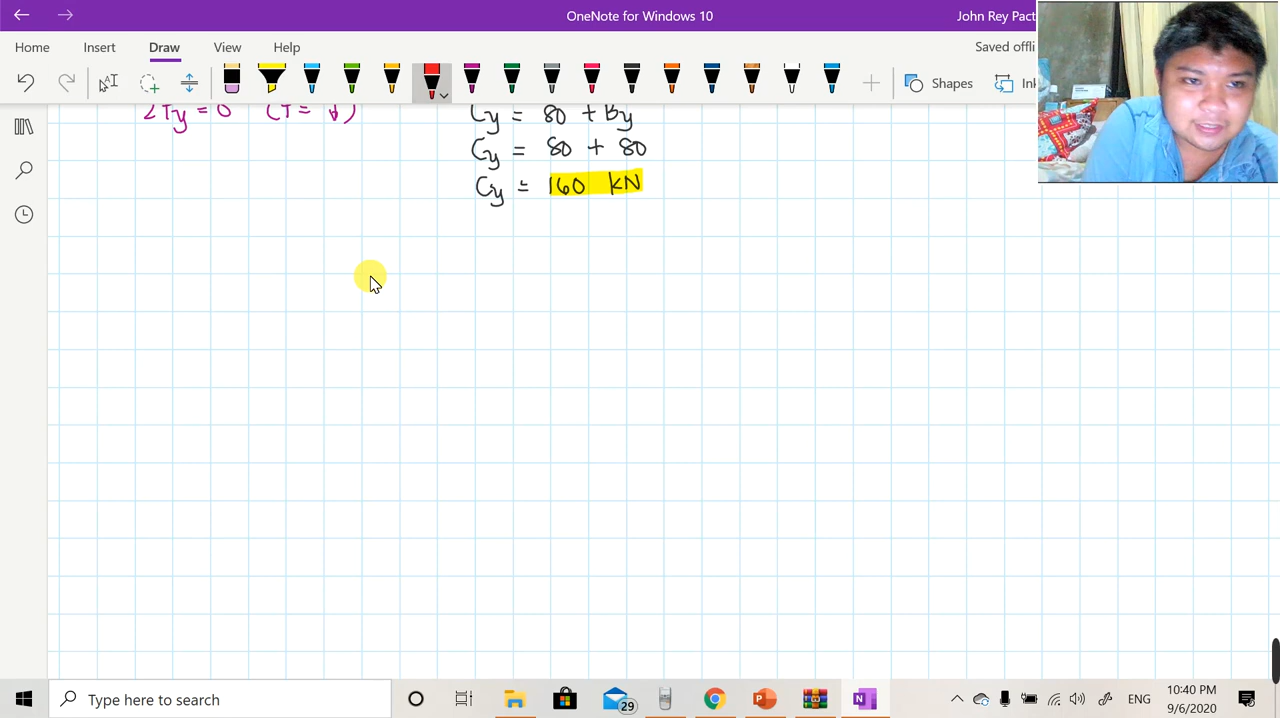 OneNote for Windows 10
John Rey Pact
Home Insert Draw View Help
Saved offli
Shapes
Ink
ΣFy = 0 (↑ = ↓)
Cy = 80 + By
Cy = 80 + 80
Cy = 160 kN
Type here to search
29
ENG
10:40 PM
9/6/2020